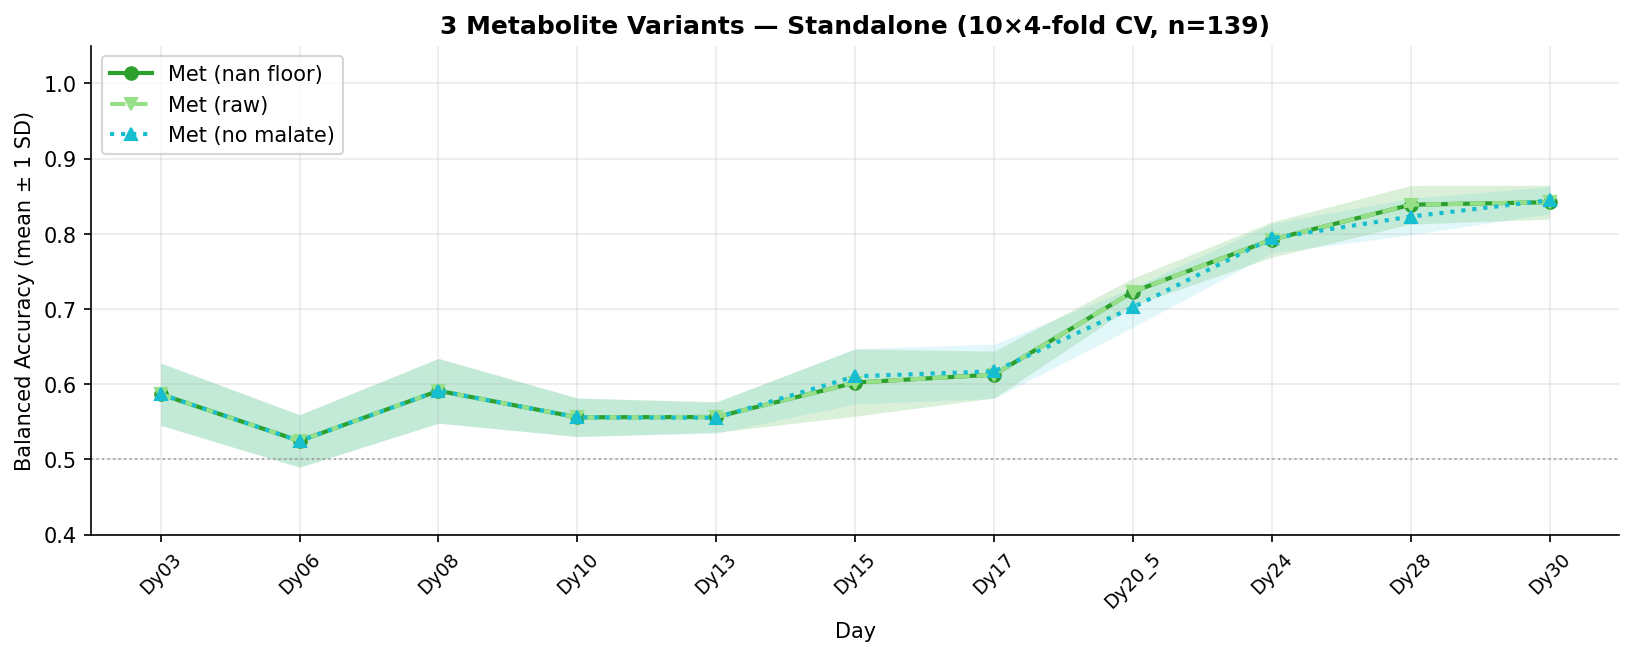 3 Metabolite Variants — Standalone (10×4-fold CV, n=139)
Met (nan floor)
Met (raw)
Met (no malate)
Balanced Accuracy (mean ± 1 SD)
1.0
0.9
0.8
0.7
0.6
0.5
0.4
Dy03
Dy06
Dy08
Dy10
Dy13
Dy15
Dy17
Dy20_5
Dy24
Dy28
Dy30
Day